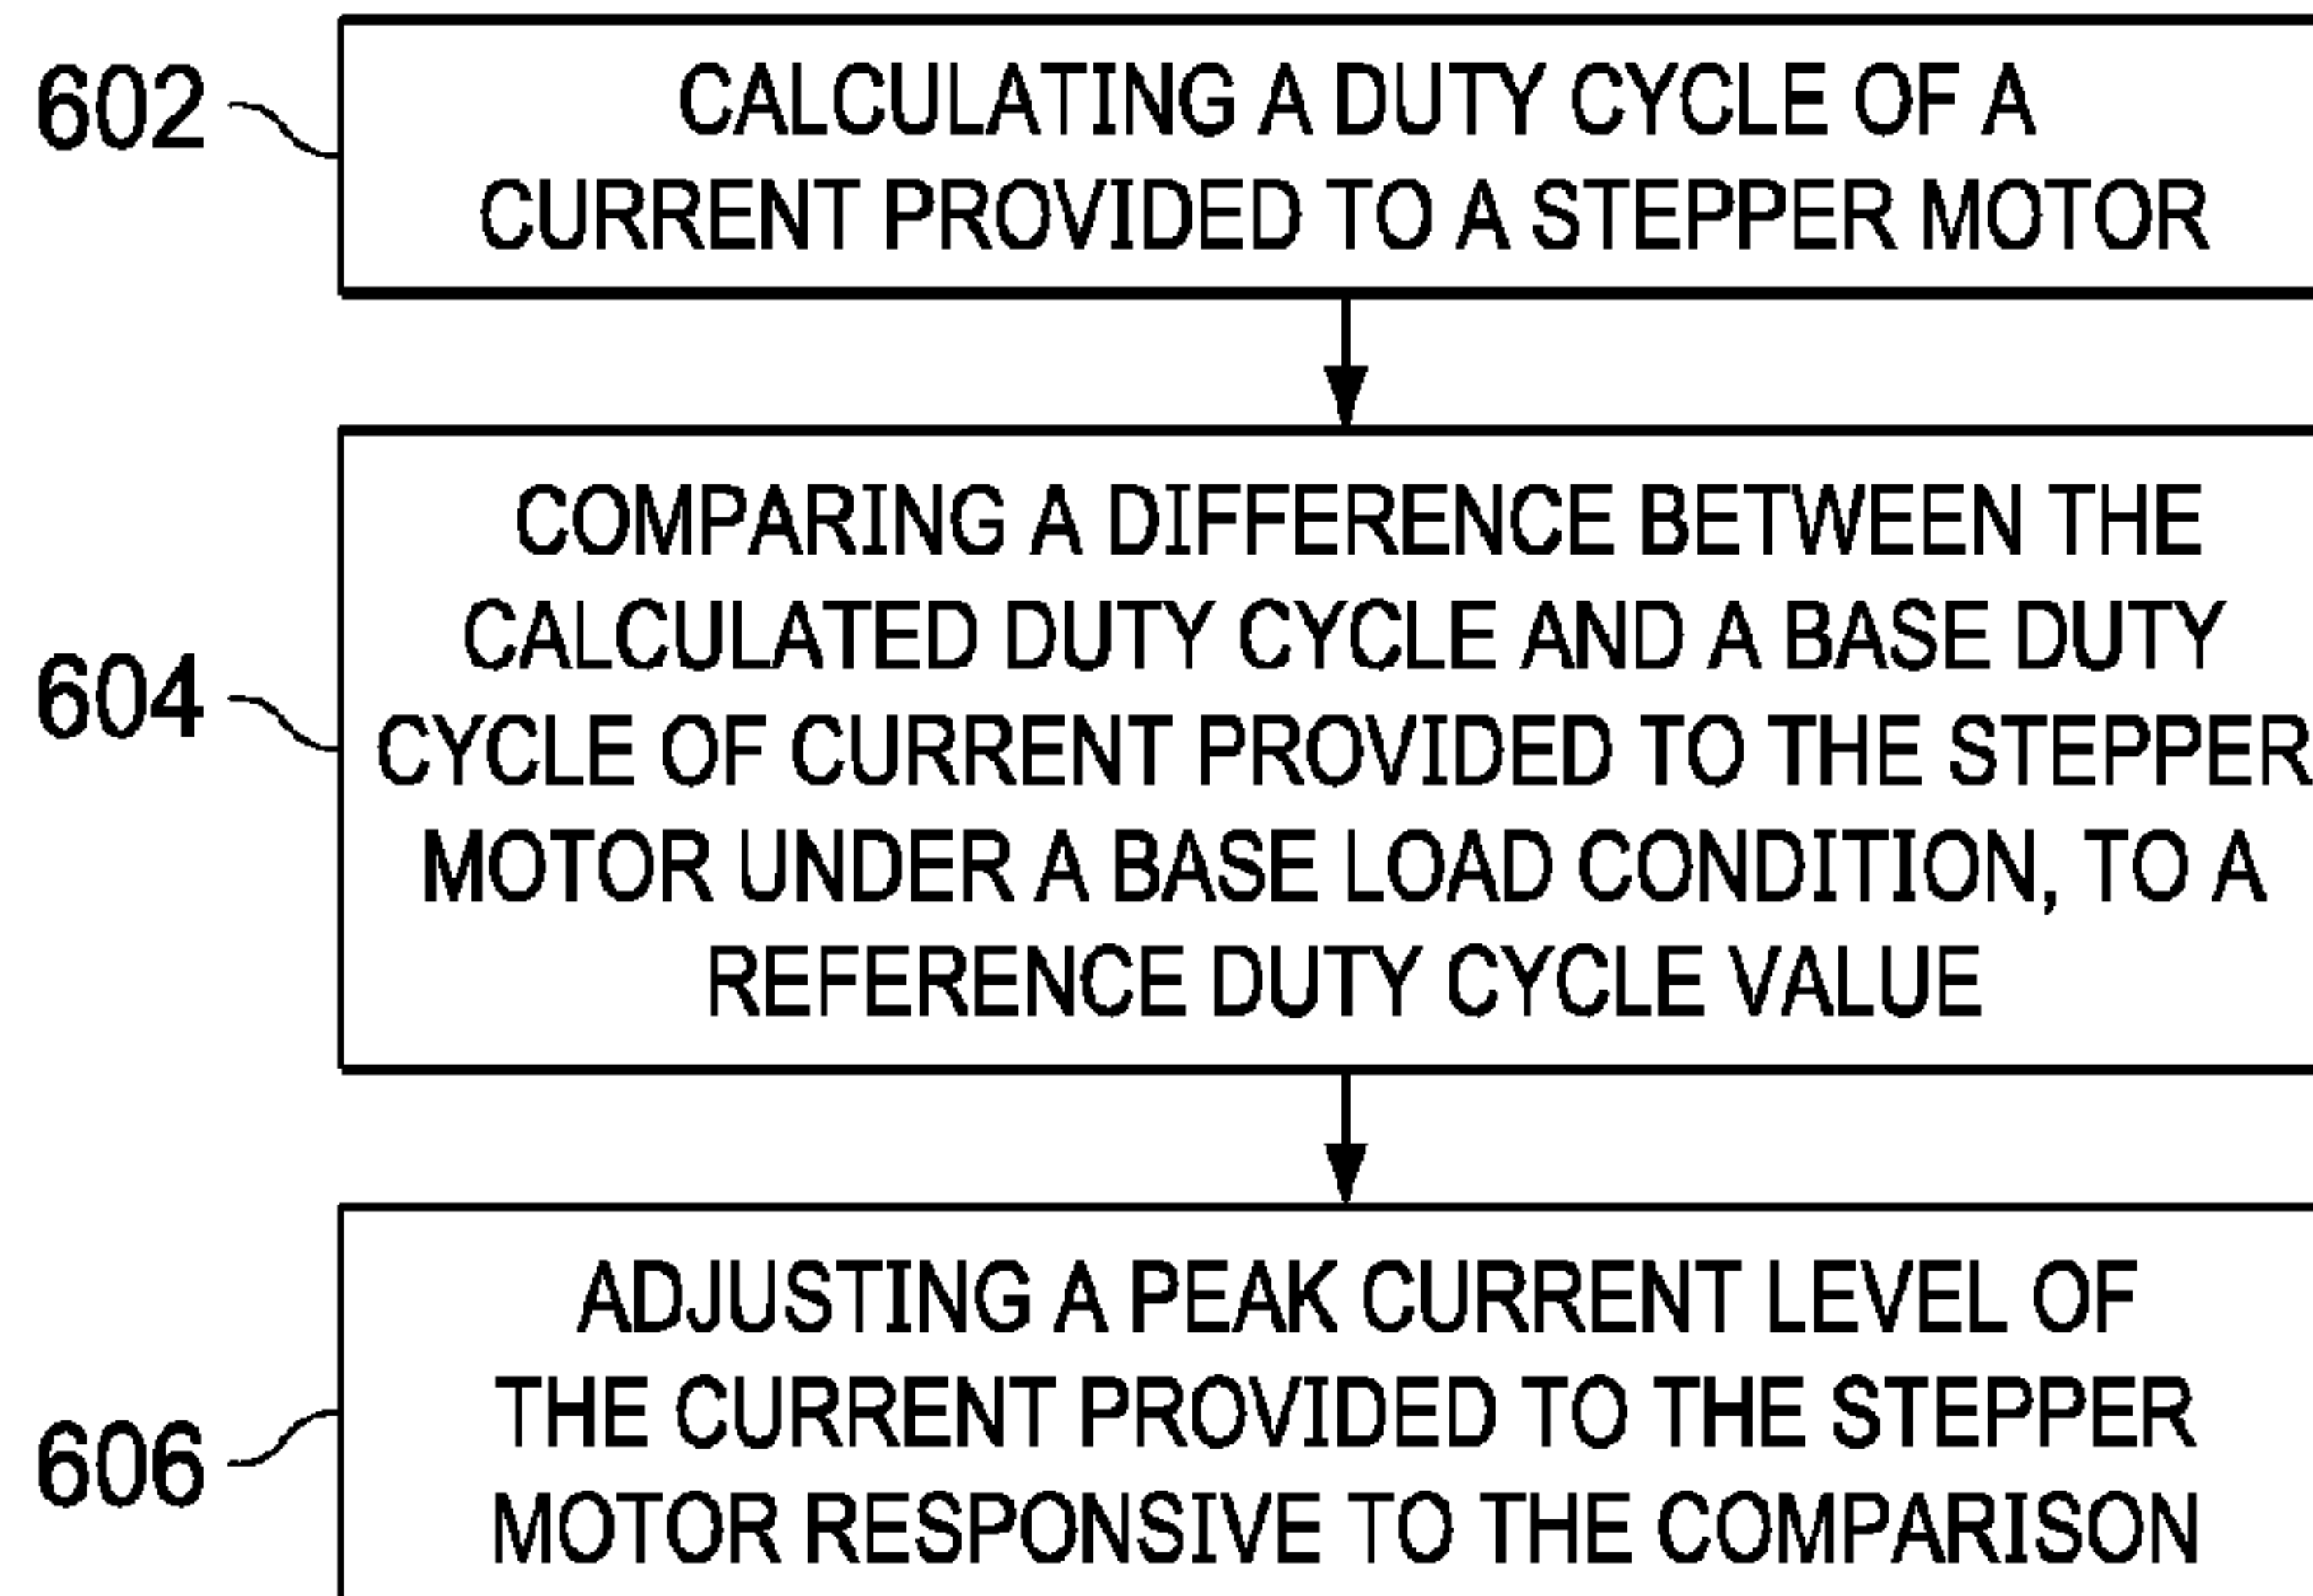 602
CALCULATING A DUTY CYCLE OF A
CURRENT PROVIDED TO A STEPPER MOTOR
604
COMPARING A DIFFERENCE BETWEEN THE
CALCULATED DUTY CYCLE AND A BASE DUTY
CYCLE OF CURRENT PROVIDED TO THE STEPPER
MOTOR UNDER A BASE LOAD CONDITION, TO A
REFERENCE DUTY CYCLE VALUE
606
ADJUSTING A PEAK CURRENT LEVEL OF
THE CURRENT PROVIDED TO THE STEPPER
MOTOR RESPONSIVE TO THE COMPARISON